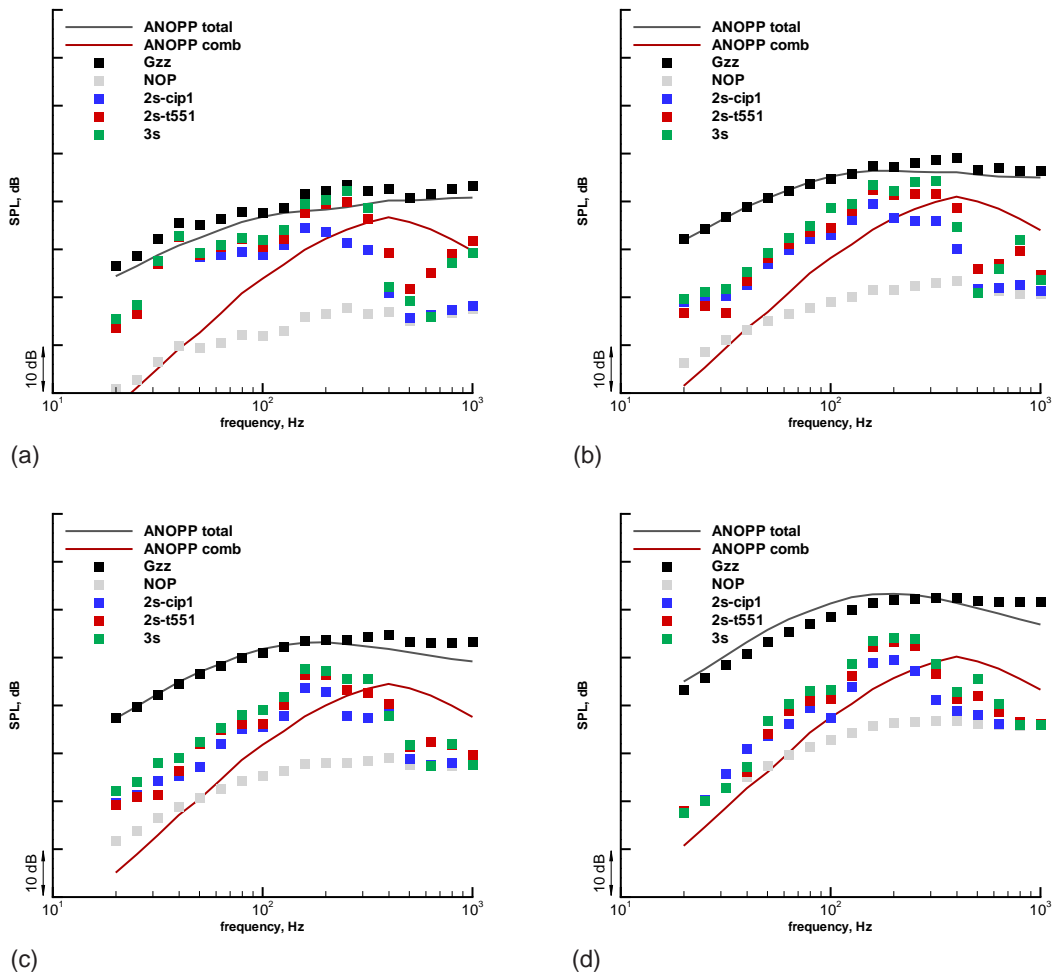 ANOPP total
ANOPP comb
Gzz
NOP
2s-cip1
2s-t551
3s
SPL, dB
10 dB
10¹
10²
10³
frequency, Hz
(a)
ANOPP total
ANOPP comb
Gzz
NOP
2s-cip1
2s-t551
3s
SPL, dB
10 dB
10¹
10²
10³
frequency, Hz
(b)
ANOPP total
ANOPP comb
Gzz
NOP
2s-cip1
2s-t551
3s
SPL, dB
10 dB
10¹
10²
10³
frequency, Hz
(c)
ANOPP total
ANOPP comb
Gzz
NOP
2s-cip1
2s-t551
3s
SPL, dB
10 dB
10¹
10²
10³
frequency, Hz
(d)